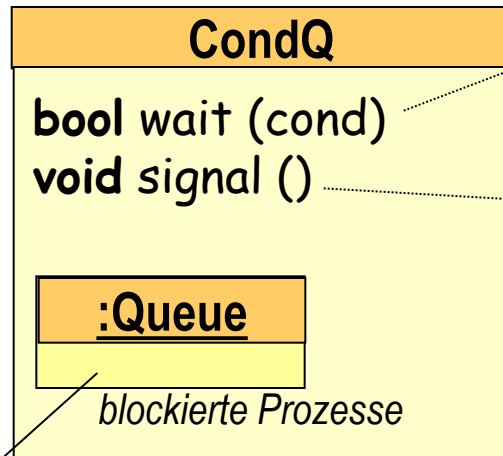 CondQ
bool wait (cond)
void signal ()
:Queue
blockierte Prozesse